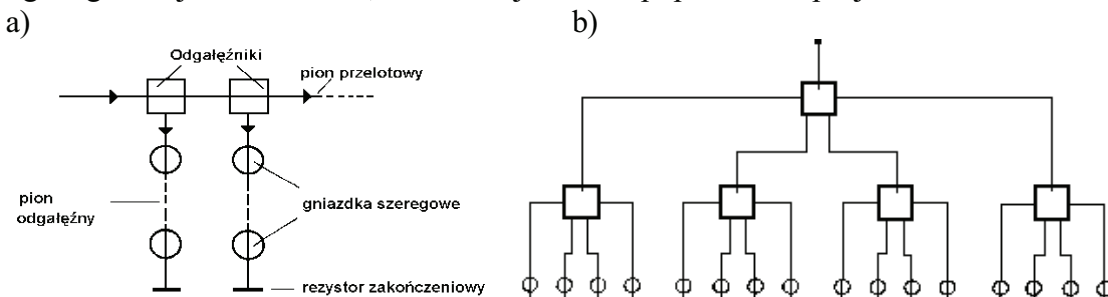 a)
b)
Odgałęźniki
pion przelotowy
pion
odgałęźny
gniazdka szeregowe
rezystor zakończeniowy